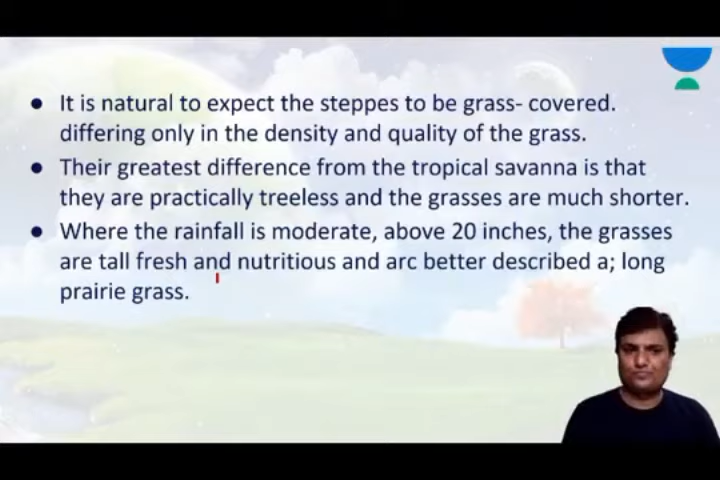 ● It is natural to expect the steppes to be grass- covered.
differing only in the density and quality of the grass.
● Their greatest difference from the tropical savanna is that
they are practically treeless and the grasses are much shorter.
● Where the rainfall is moderate, above 20 inches, the grasses
are tall fresh and nutritious and arc better described a; long
prairie grass.